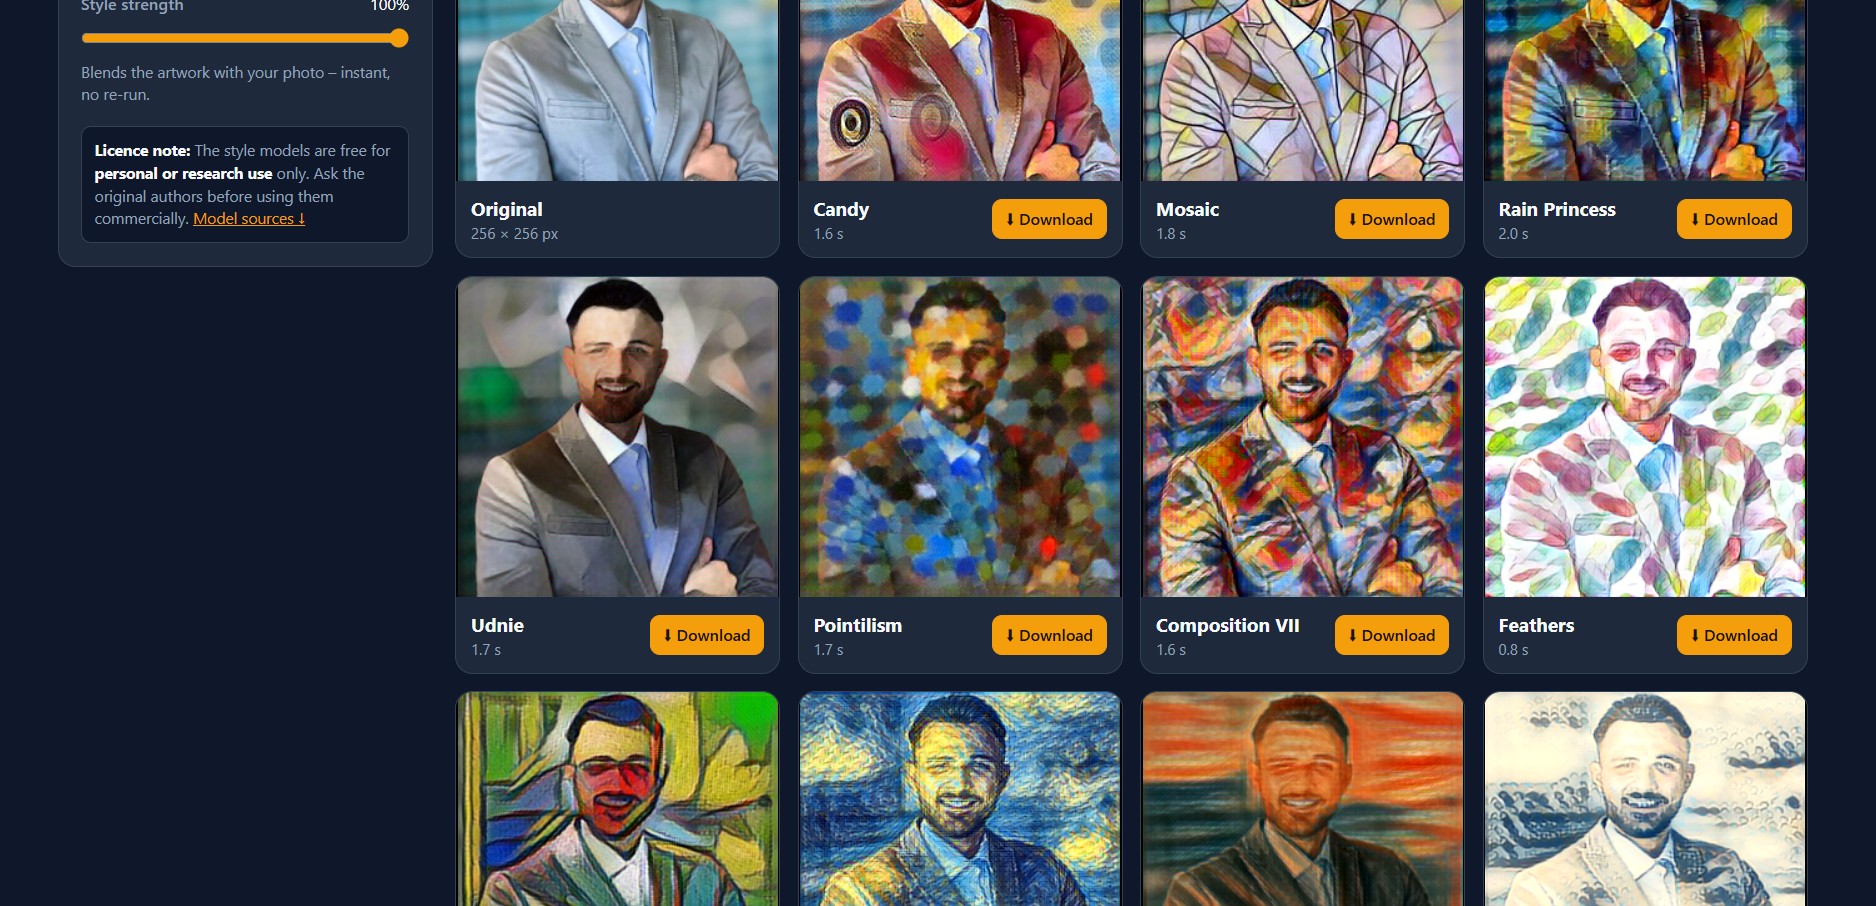 Style strength 100%
Blends the artwork with your photo – instant,
no re-run.
Licence note: The style models are free for
personal or research use only. Ask the
original authors before using them
commercially. Model sources ↓
Original
256 × 256 px
Candy
1.6 s
⬇ Download
Mosaic
1.8 s
⬇ Download
Rain Princess
2.0 s
⬇ Download
Udnie
1.7 s
⬇ Download
Pointilism
1.7 s
⬇ Download
Composition VII
1.6 s
⬇ Download
Feathers
0.8 s
⬇ Download